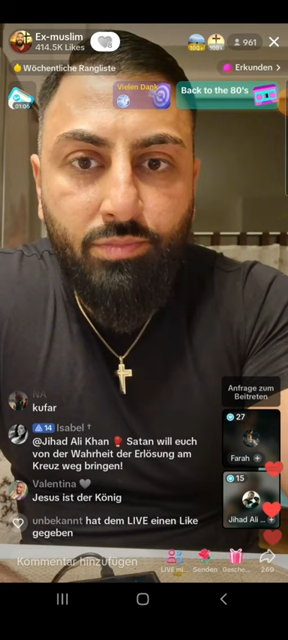 Ex-muslim
414.5K Likes
961
Wöchentliche Rangliste
Erkunden >
01:06
Vielen Dank
Back to the 80's
Anfrage zum
Beitreten
NA
kufar
27
Farah +
14 Isabel †
@Jihad Ali Khan Satan will euch
von der Wahrheit der Erlösung am
Kreuz weg bringen!
15
Jihad Ali ... +
Valentina
Jesus ist der König
unbekannt hat dem LIVE einen Like
gegeben
Kommentar hinzufügen
Senden
Gesche...